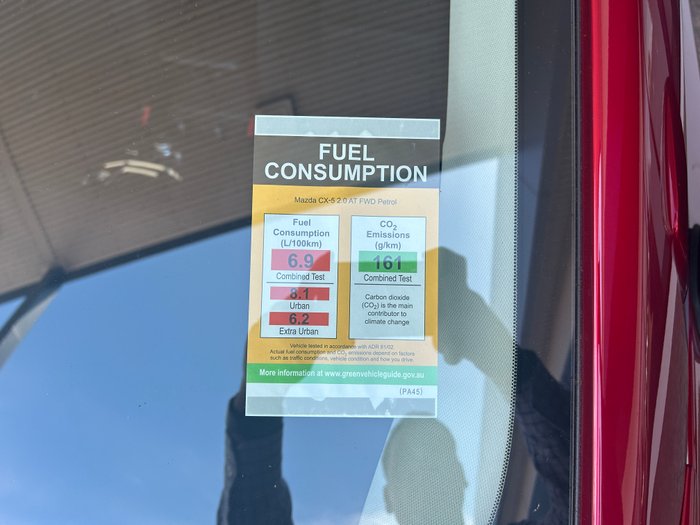 FUEL
CONSUMPTION
Mazda CX-5 2.0 AT FWD Petrol
Fuel
Consumption
(L/100km)
6.9
Combined Test
8.1
Urban
6.2
Extra Urban
CO2
Emissions
(g/km)
161
Combined Test
Carbon dioxide
(CO2) is the main
contributor to
climate change
Vehicle tested in accordance with ADR 81/02.
Actual fuel consumption and CO2 emissions depend on factors
such as traffic conditions, vehicle condition and how you drive.
More information at www.greenvehicleguide.gov.au
(PA45)